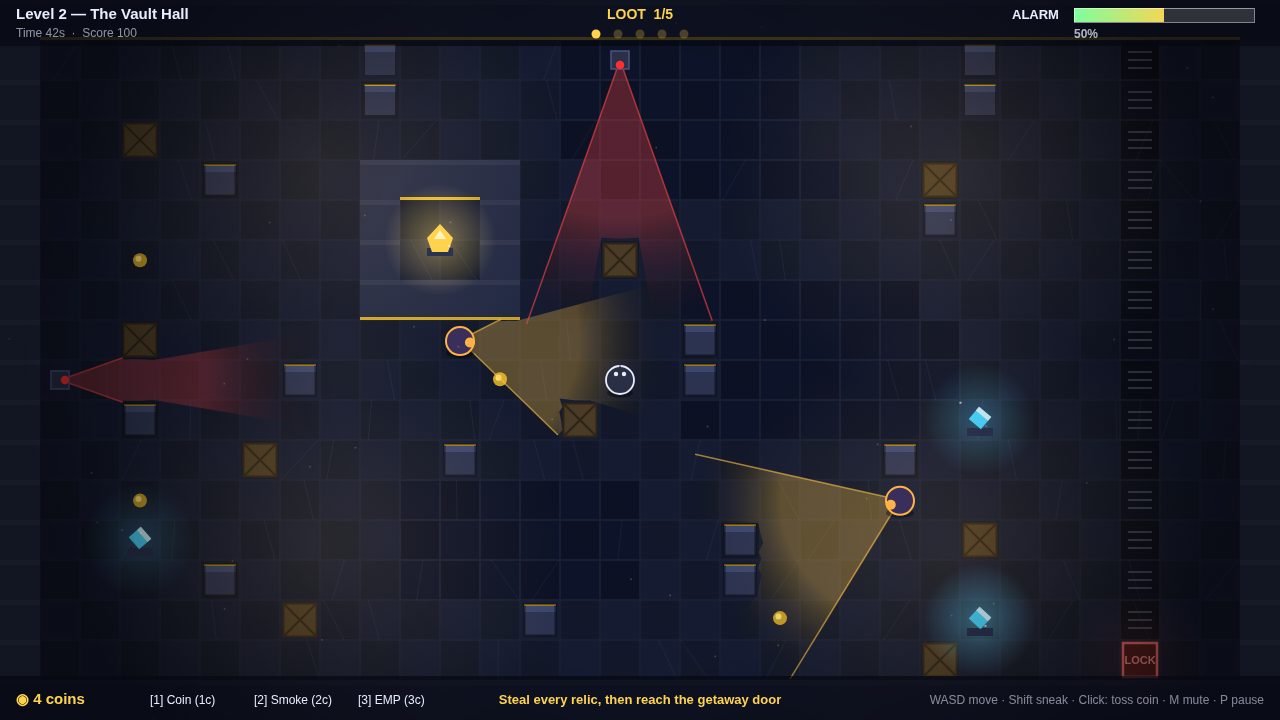 Level 2 — The Vault Hall
LOOT 1/5
ALARM
Time 42s · Score 100
50%
LOCK
◉ 4 coins
[1] Coin (1c)
[2] Smoke (2c)
[3] EMP (3c)
Steal every relic, then reach the getaway door
WASD move · Shift sneak · Click: toss coin · M mute · P pause